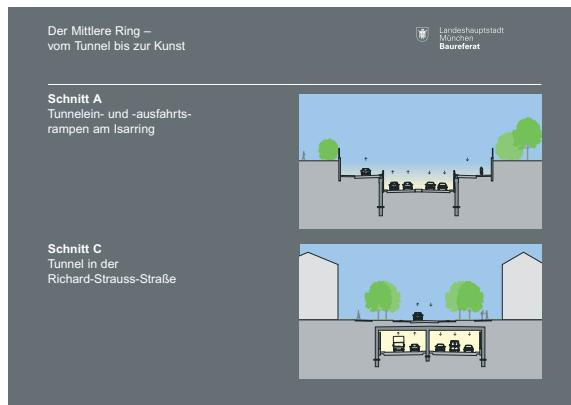 Der Mittlere Ring –
vom Tunnel bis zur Kunst
Landeshauptstadt
München
Baureferat
Schnitt A
Tunnelein- und -ausfahrts-
rampen am Isarring
Schnitt C
Tunnel in der
Richard-Strauss-Straße